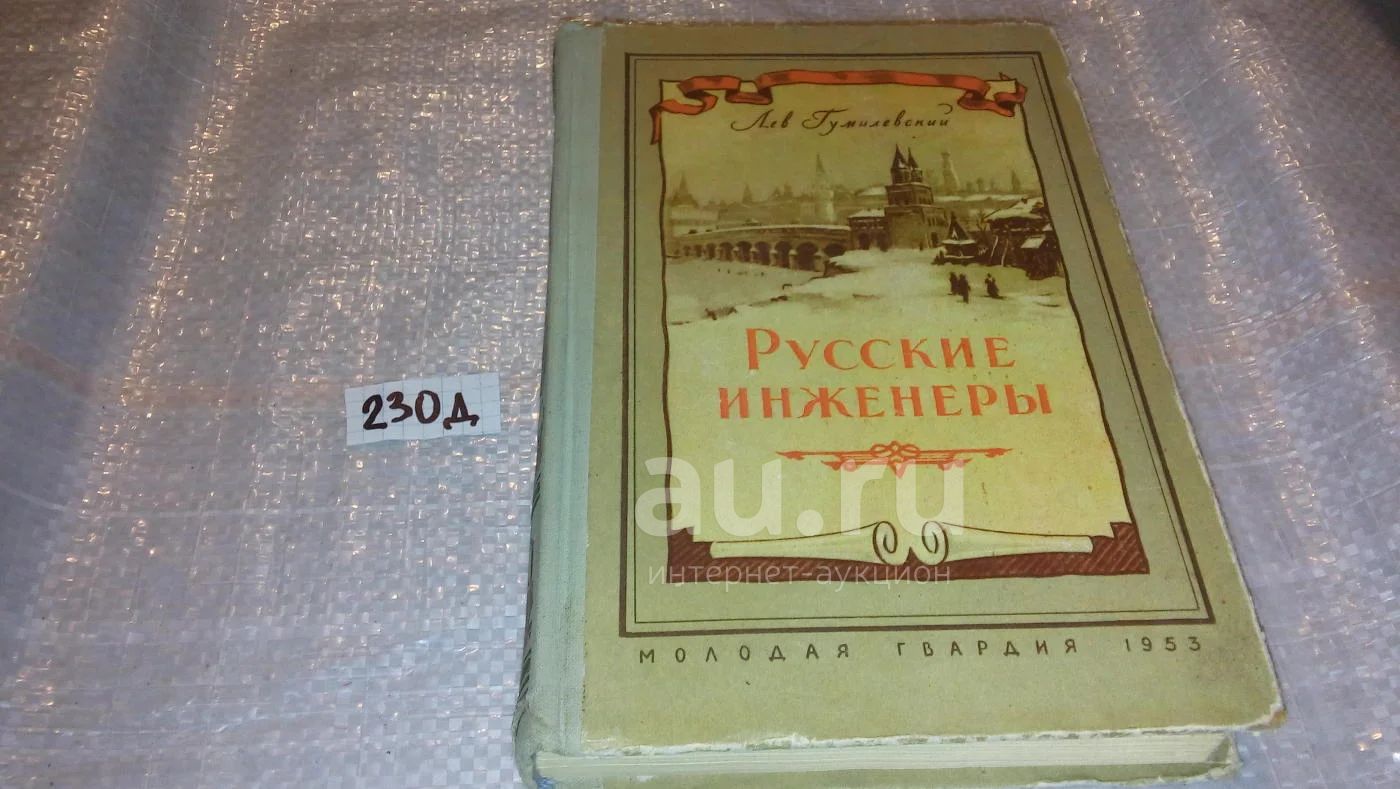 Лев Гумилевский
Русские
инженеры
230Д
au.ru
интернет-аукцион
МОЛОДАЯ ГВАРДИЯ 1953